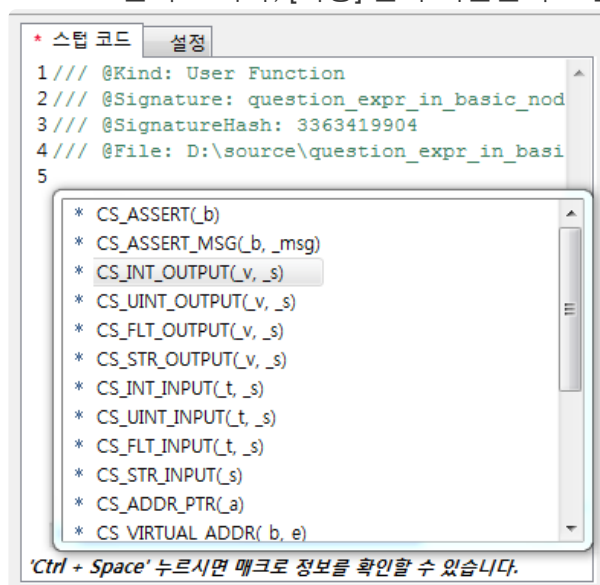 * 스텁 코드 설정
1 /// @Kind: User Function
2 /// @Signature: question_expr_in_basic_nod
3 /// @SignatureHash: 3363419904
4 /// @File: D:\source\question_expr_in_basi
5
* CS_ASSERT(_b)
* CS_ASSERT_MSG(_b, _msg)
* CS_INT_OUTPUT(_v, _s)
* CS_UINT_OUTPUT(_v, _s)
* CS_FLT_OUTPUT(_v, _s)
* CS_STR_OUTPUT(_v, _s)
* CS_INT_INPUT(_t, _s)
* CS_UINT_INPUT(_t, _s)
* CS_FLT_INPUT(_t, _s)
* CS_STR_INPUT(_s)
* CS_ADDR_PTR(_a)
* CS_VIRTUAL_ADDR(_b, e)
'Ctrl + Space' 누르시면 매크로 정보를 확인할 수 있습니다.